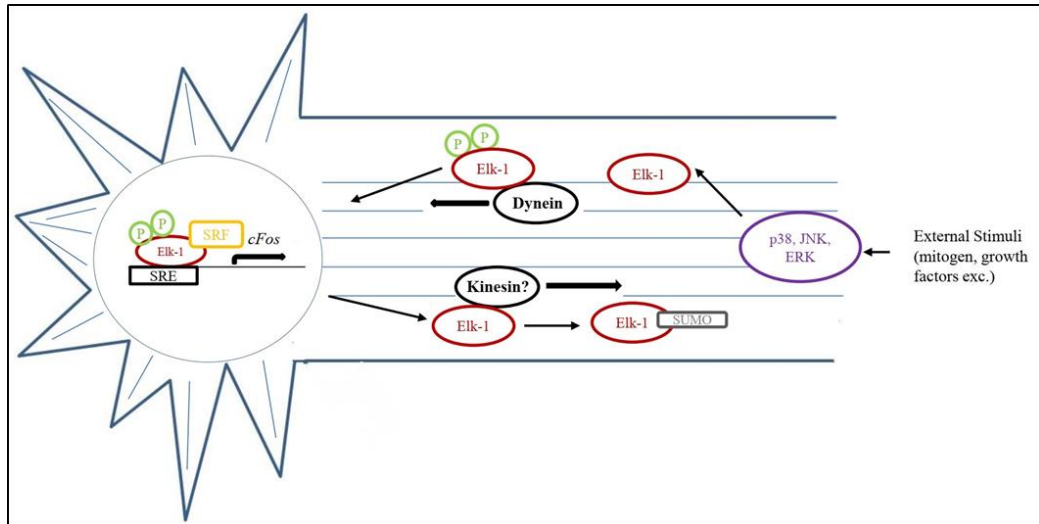 P P
Elk-1
SRF
cFos
SRE
P P
Elk-1
Dynein
Elk-1
p38, JNK,
ERK
External Stimuli
(mitogen, growth
factors exc.)
Kinesin?
Elk-1
Elk-1
SUMO